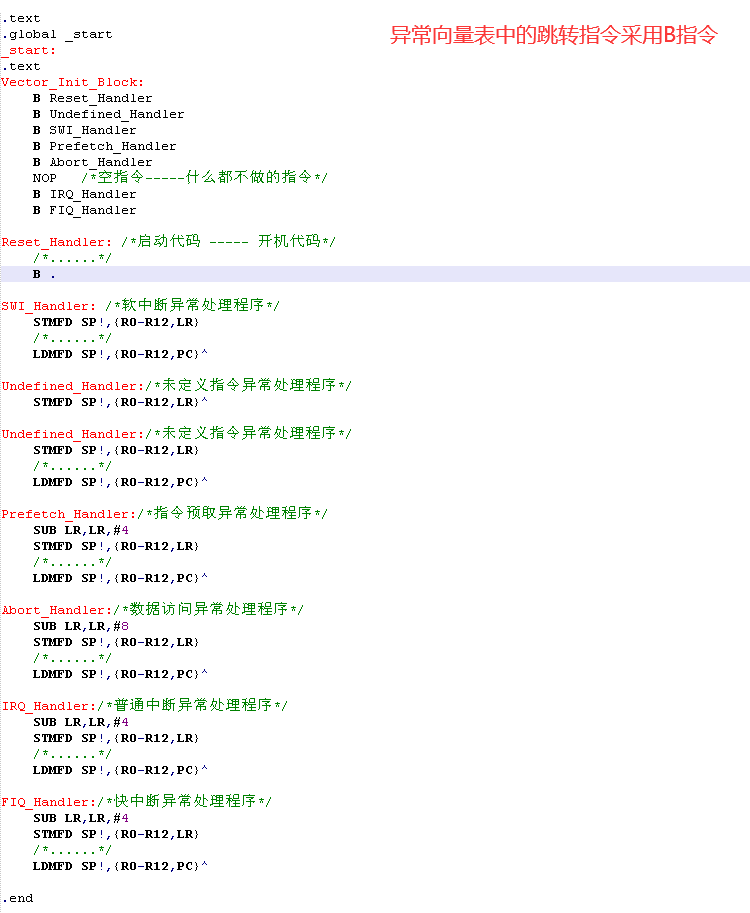 .text
.global _start
异常向量表中的跳转指令采用B指令
_start:
.text
Vector_Init_Block:
    B Reset_Handler
    B Undefined_Handler
    B SWI_Handler
    B Prefetch_Handler
    B Abort_Handler
    NOP   /*空指令-----什么都不做的指令*/
    B IRQ_Handler
    B FIQ_Handler
Reset_Handler: /*启动代码 ----- 开机代码*/
    /*......*/
    B .
SWI_Handler: /*软中断异常处理程序*/
    STMFD SP!,{R0-R12,LR}
    /*......*/
    LDMFD SP!,{R0-R12,PC}^
Undefined_Handler:/*未定义指令异常处理程序*/
    STMFD SP!,{R0-R12,LR}^
Undefined_Handler:/*未定义指令异常处理程序*/
    STMFD SP!,{R0-R12,LR}
    /*......*/
    LDMFD SP!,{R0-R12,PC}^
Prefetch_Handler:/*指令预取异常处理程序*/
    SUB LR,LR,#4
    STMFD SP!,{R0-R12,LR}
    /*......*/
    LDMFD SP!,{R0-R12,PC}^
Abort_Handler:/*数据访问异常处理程序*/
    SUB LR,LR,#8
    STMFD SP!,{R0-R12,LR}
    /*......*/
    LDMFD SP!,{R0-R12,PC}^
IRQ_Handler:/*普通中断异常处理程序*/
    SUB LR,LR,#4
    STMFD SP!,{R0-R12,LR}
    /*......*/
    LDMFD SP!,{R0-R12,PC}^
FIQ_Handler:/*快中断异常处理程序*/
    SUB LR,LR,#4
    STMFD SP!,{R0-R12,LR}
    /*......*/
    LDMFD SP!,{R0-R12,PC}^
.end